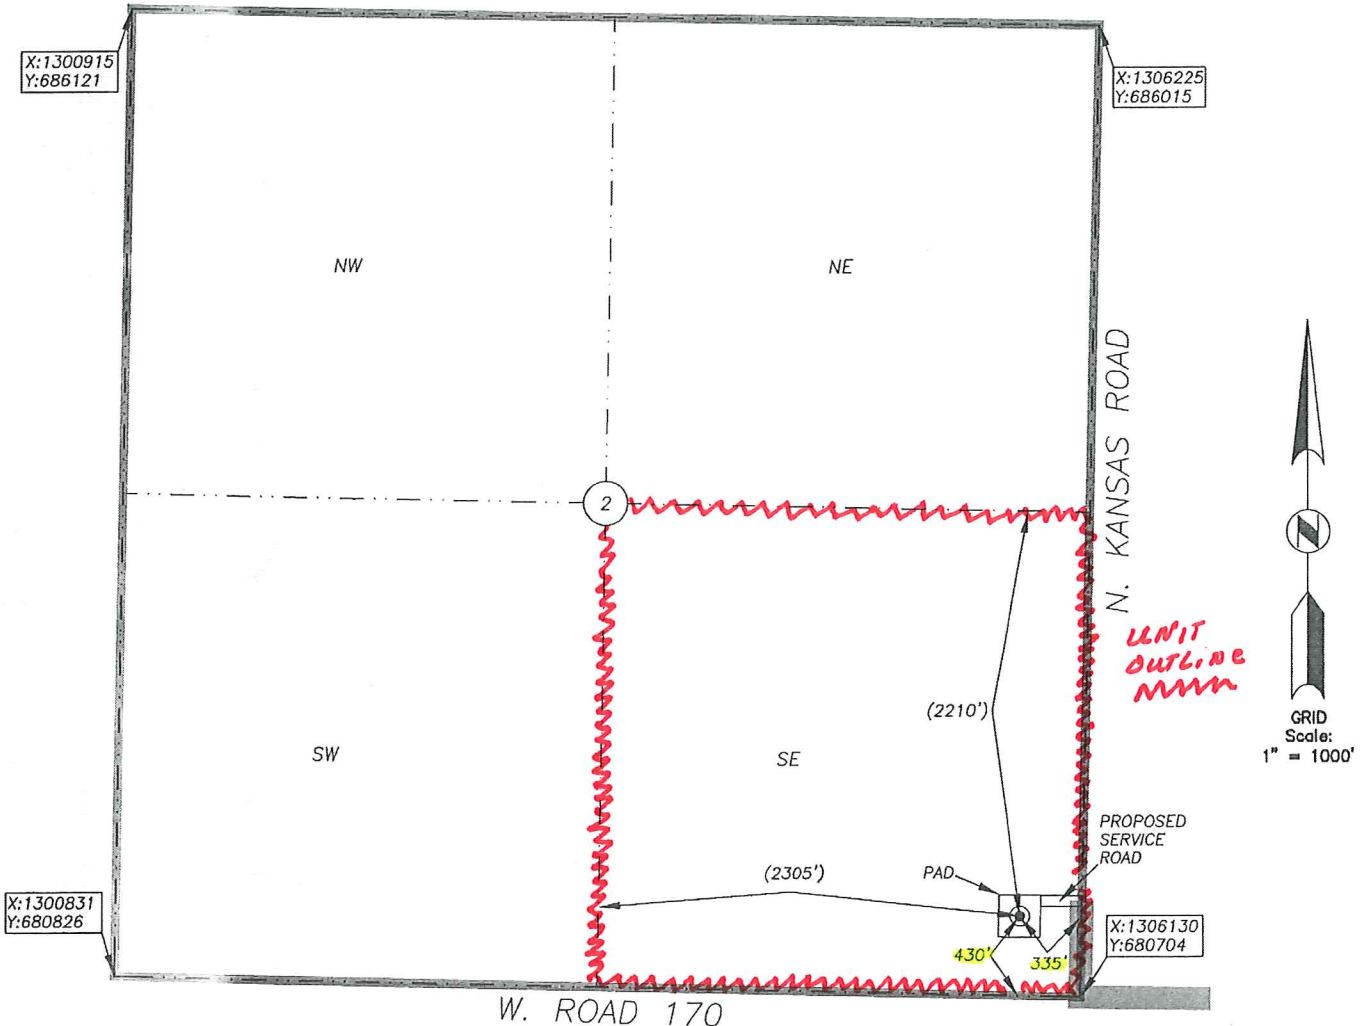 X:1300915
Y:686121
X:1306225
Y:686015
NW
NE
N. KANSAS ROAD
2
N
UNIT
OUTLINE
GRID
Scale:
1" = 1000'
(2210')
SW
SE
PROPOSED
SERVICE
ROAD
(2305')
PAD
X:1300831
Y:680826
430'
335'
X:1306130
Y:680704
W. ROAD 170